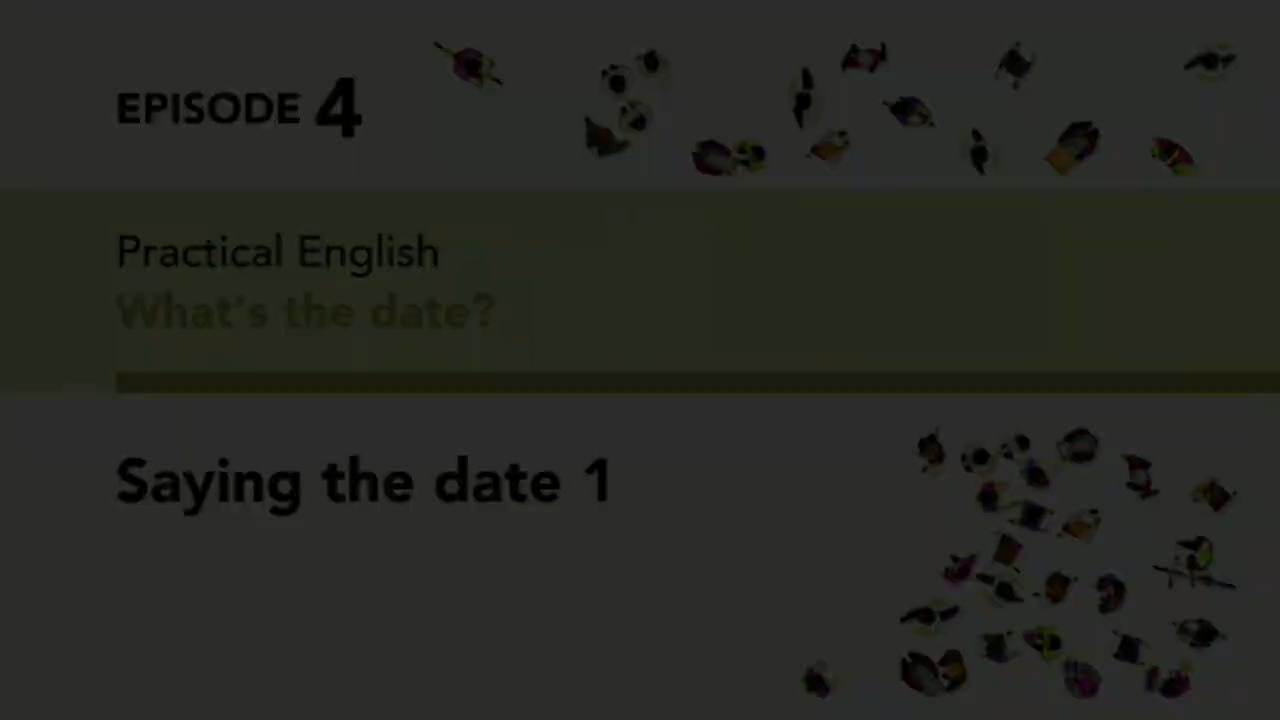 EPISODE 4
Practical English
What's the date?
Saying the date 1